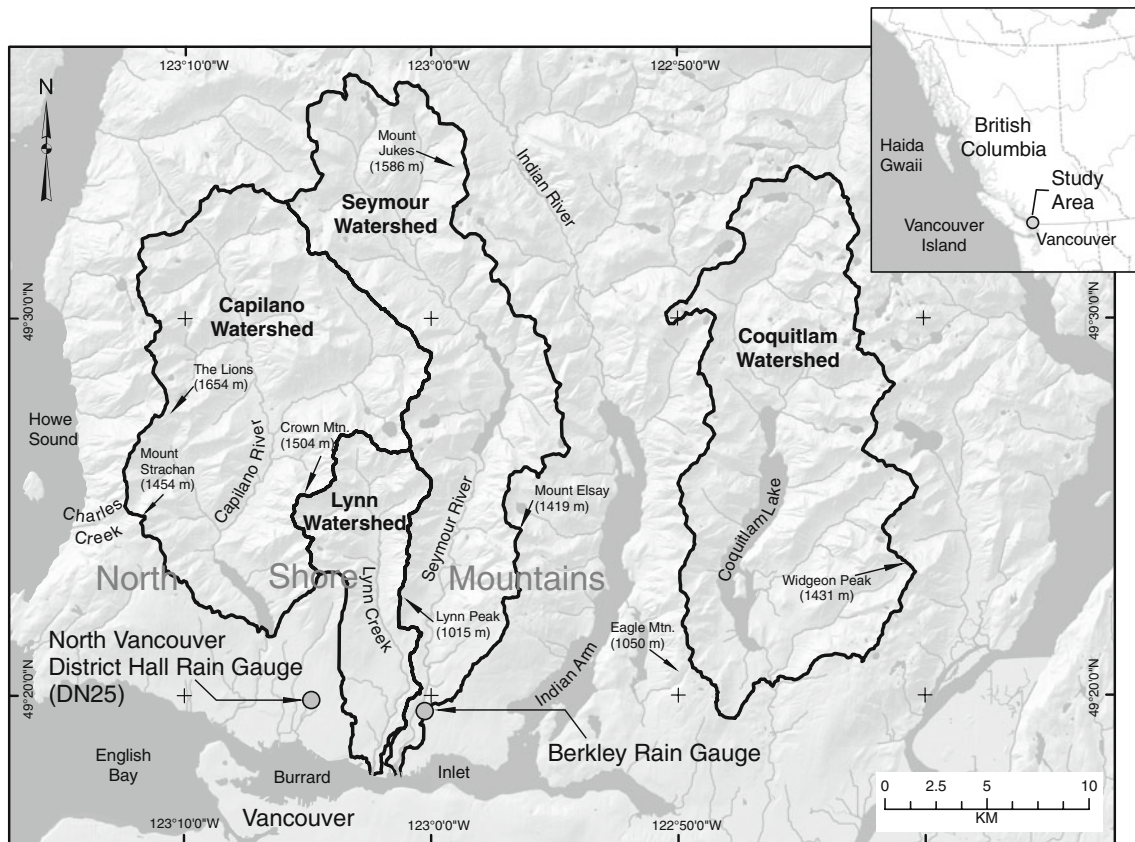 123°10'0"W
123°0'0"W
122°50'0"W
N
Haida
Gwaii
British
Columbia
Study
Area
Vancouver
Island
Vancouver
Mount
Jukes
(1586 m)
Indian River
Seymour
Watershed
49°30'0"N
Capilano
Watershed
Coquitlam
Watershed
49°30'0"N
The Lions
(1654 m)
Howe
Sound
Crown Mtn.
(1504 m)
Mount
Strachan
(1454 m)
Capilano River
Charles
Creek
Lynn
Watershed
Seymour River
Mount Elsay
(1419 m)
Coquitlam Lake
North Shore Mountains
Lynn Creek
Lynn Peak
(1015 m)
Widgeon Peak
(1431 m)
Eagle Mtn.
(1050 m)
Indian Arm
North Vancouver
District Hall Rain Gauge
(DN25)
49°20'0"N
49°20'0"N
Berkley Rain Gauge
English
Bay
Burrard Inlet
Vancouver
0 2.5 5 10
KM
123°10'0"W
123°0'0"W
122°50'0"W